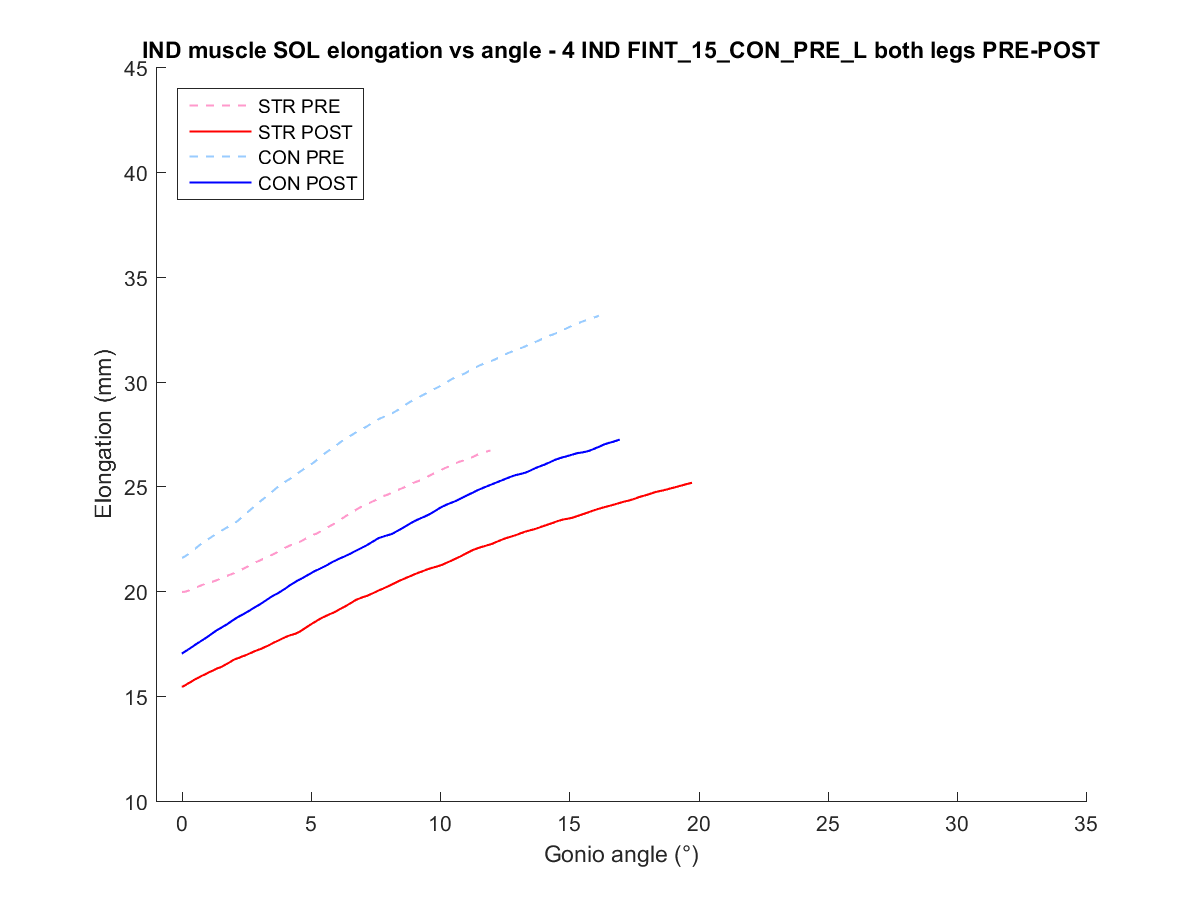 IND muscle SOL elongation vs angle - 4 IND FINT_15_CON_PRE_L both legs PRE-POST
45
40
35
30
25
20
15
10
Elongation (mm)
STR PRE
STR POST
CON PRE
CON POST
0 5 10 15 20 25 30 35
Gonio angle (°)